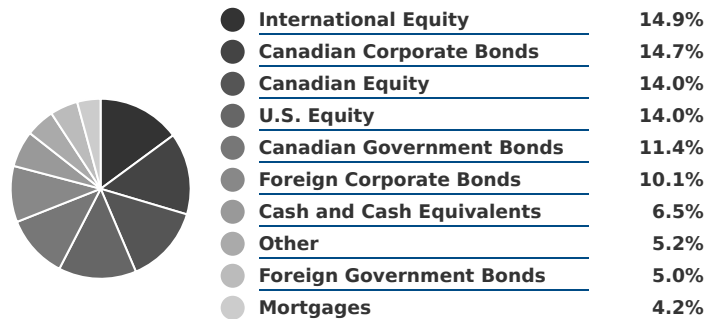 International Equity 14.9%
Canadian Corporate Bonds 14.7%
Canadian Equity 14.0%
U.S. Equity 14.0%
Canadian Government Bonds 11.4%
Foreign Corporate Bonds 10.1%
Cash and Cash Equivalents 6.5%
Other 5.2%
Foreign Government Bonds 5.0%
Mortgages 4.2%